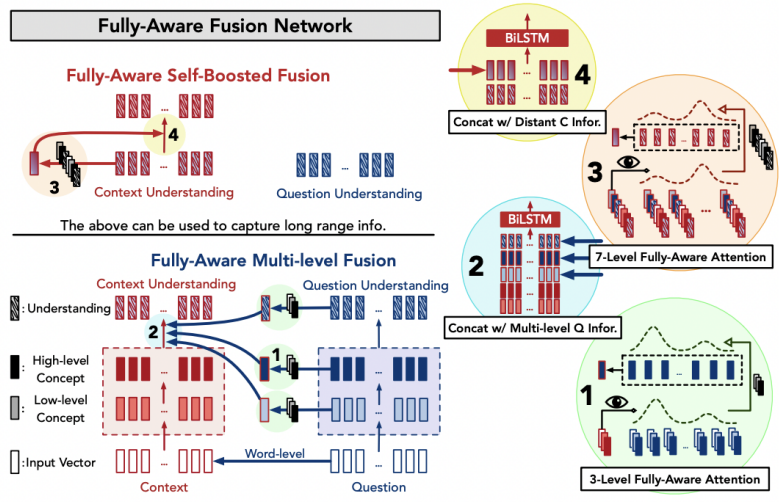 Fully-Aware Fusion Network
Fully-Aware Self-Boosted Fusion
4
3
...
...
Context Understanding
...
Question Understanding
The above can be used to capture long range info.
Fully-Aware Multi-level Fusion
Context Understanding
Question Understanding
: Understanding
...
...
2
1
: High-level
Concept
...
...
: Low-level
Concept
...
...
: Input Vector
...
Word-level
...
Context
Question
BiLSTM
...
4
...
Concat w/ Distant C Infor.
3
...
...
7-Level Fully-Aware Attention
BiLSTM
2
...
...
...
...
Concat w/ Multi-level Q Infor.
1
...
...
3-Level Fully-Aware Attention